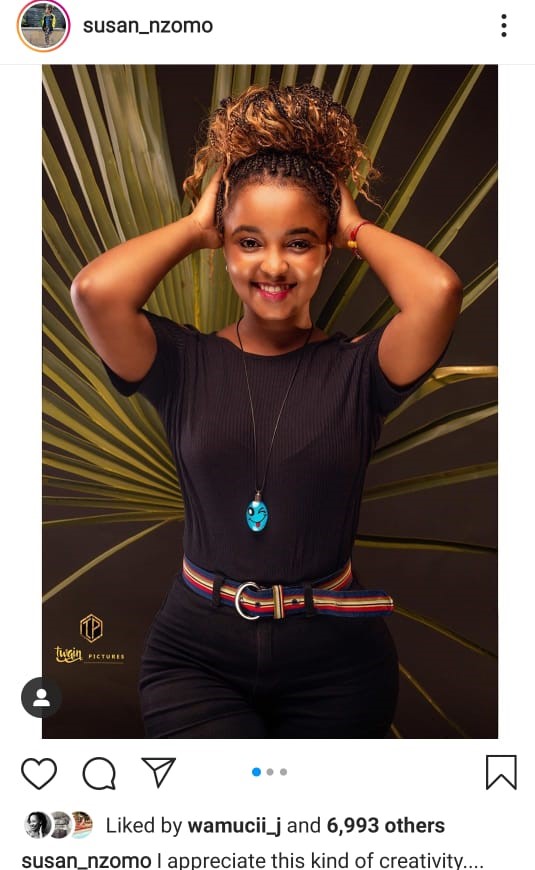 susan_nzomo
TP
twain PICTURES
Liked by wamucii_j and 6,993 others
susan_nzomo I appreciate this kind of creativity....